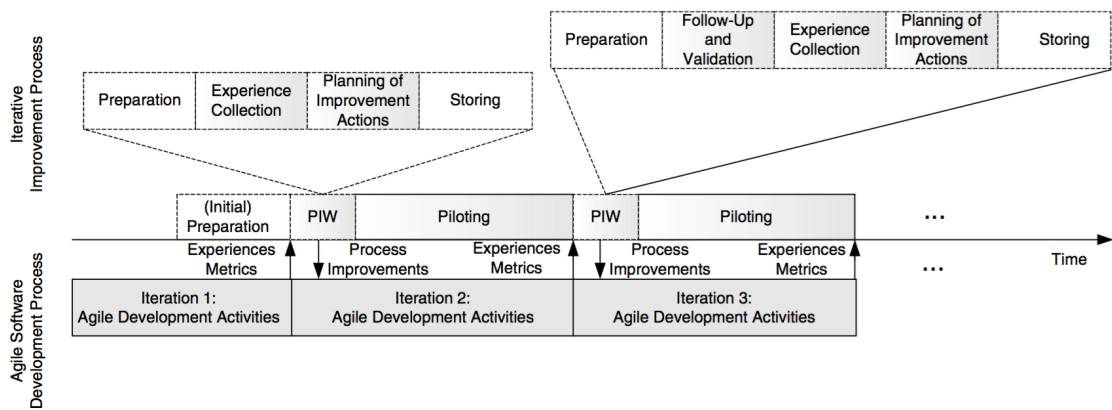 Iterative
Improvement Process
Preparation
Experience
Collection
Planning of
Improvement
Actions
Storing
Preparation
Follow-Up
and
Validation
Experience
Collection
Planning of
Improvement
Actions
Storing
(Initial)
Preparation
PIW
Piloting
PIW
Piloting
...
Experiences
Metrics
Process
Improvements
Experiences
Metrics
Process
Improvements
Experiences
Metrics
...
Time
Agile Software
Development Process
Iteration 1:
Agile Development Activities
Iteration 2:
Agile Development Activities
Iteration 3:
Agile Development Activities